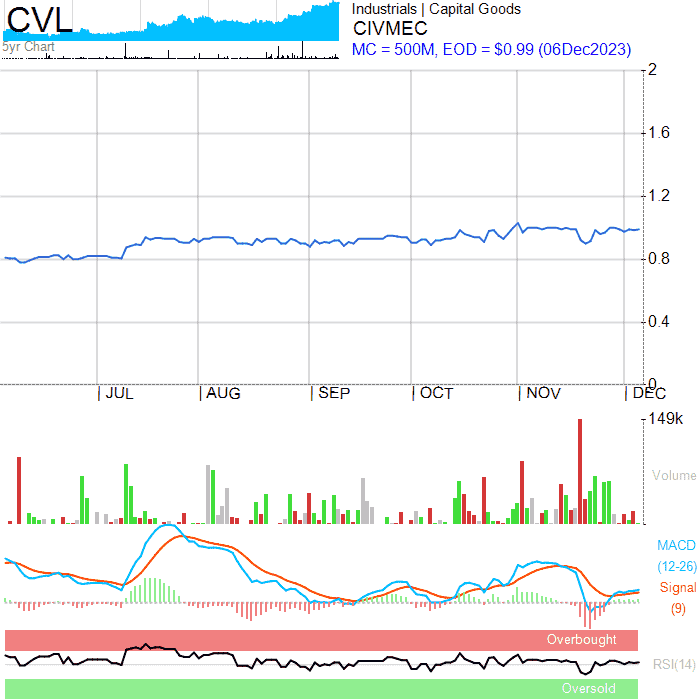 CVL
5yr Chart
Industrials | Capital Goods
CIVMEC
MC = 500M, EOD = $0.99 (06Dec2023)
2
1.6
1.2
0.8
0.4
0
| JUL | AUG | SEP | OCT | NOV | DEC
149k
Volume
MACD
(12-26)
Signal
(9)
Overbought
RSI(14)
Oversold